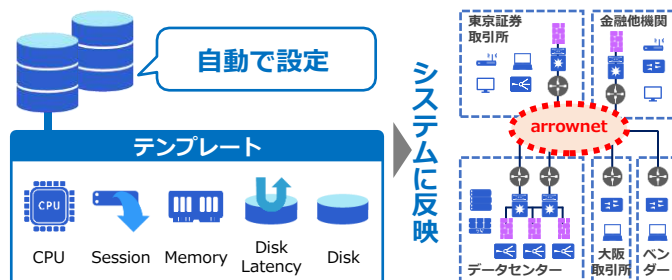 自動で設定
テンプレート
CPU
CPU
Session
Memory
Disk
Latency
Disk
システムに反映
東京証券
取引所
金融他機関
arrownet
データセンター
大阪
取引所
ベン
ダー